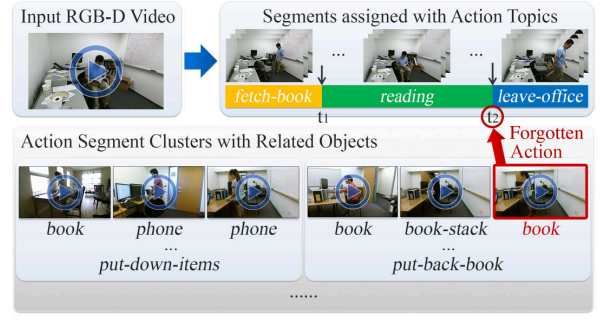 Input RGB-D Video
Segments assigned with Action Topics
... ...
fetch-book reading leave-office
t1 t2
Forgotten Action
Action Segment Clusters with Related Objects
book phone phone book book-stack book
... ...
put-down-items put-back-book
......